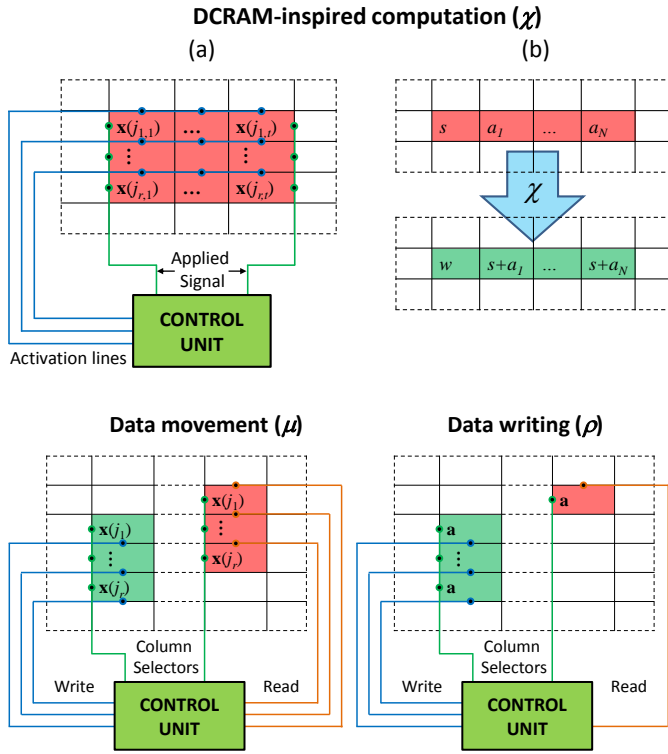 DCRAM-inspired computation (χ)
(a)
(b)
x(j1,1) ... x(j1,t)
⋮ ⋮
x(jr,1) ... x(jr,t)
Applied
Signal
CONTROL
UNIT
Activation lines
s a1 ... aN
χ
w s+a1 ... s+aN
Data movement (μ)
x(j1)
⋮
x(jr)
x(j1)
⋮
x(jr)
Column
Selectors
Write
Read
CONTROL
UNIT
Data writing (ρ)
a
a
⋮
a
Column
Selectors
Write
Read
CONTROL
UNIT